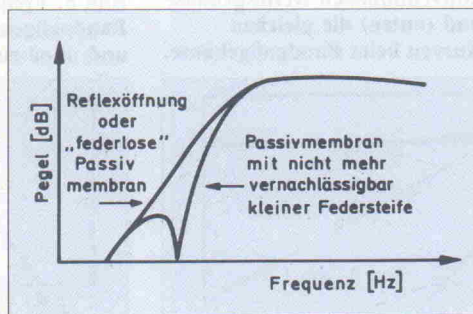 Reflexöffnung
oder
„federlose"
Passiv
membran
Passivmembran
mit nicht mehr
vernachlässigbar
kleiner Federsteife
Pegel [dB]
Frequenz [Hz]